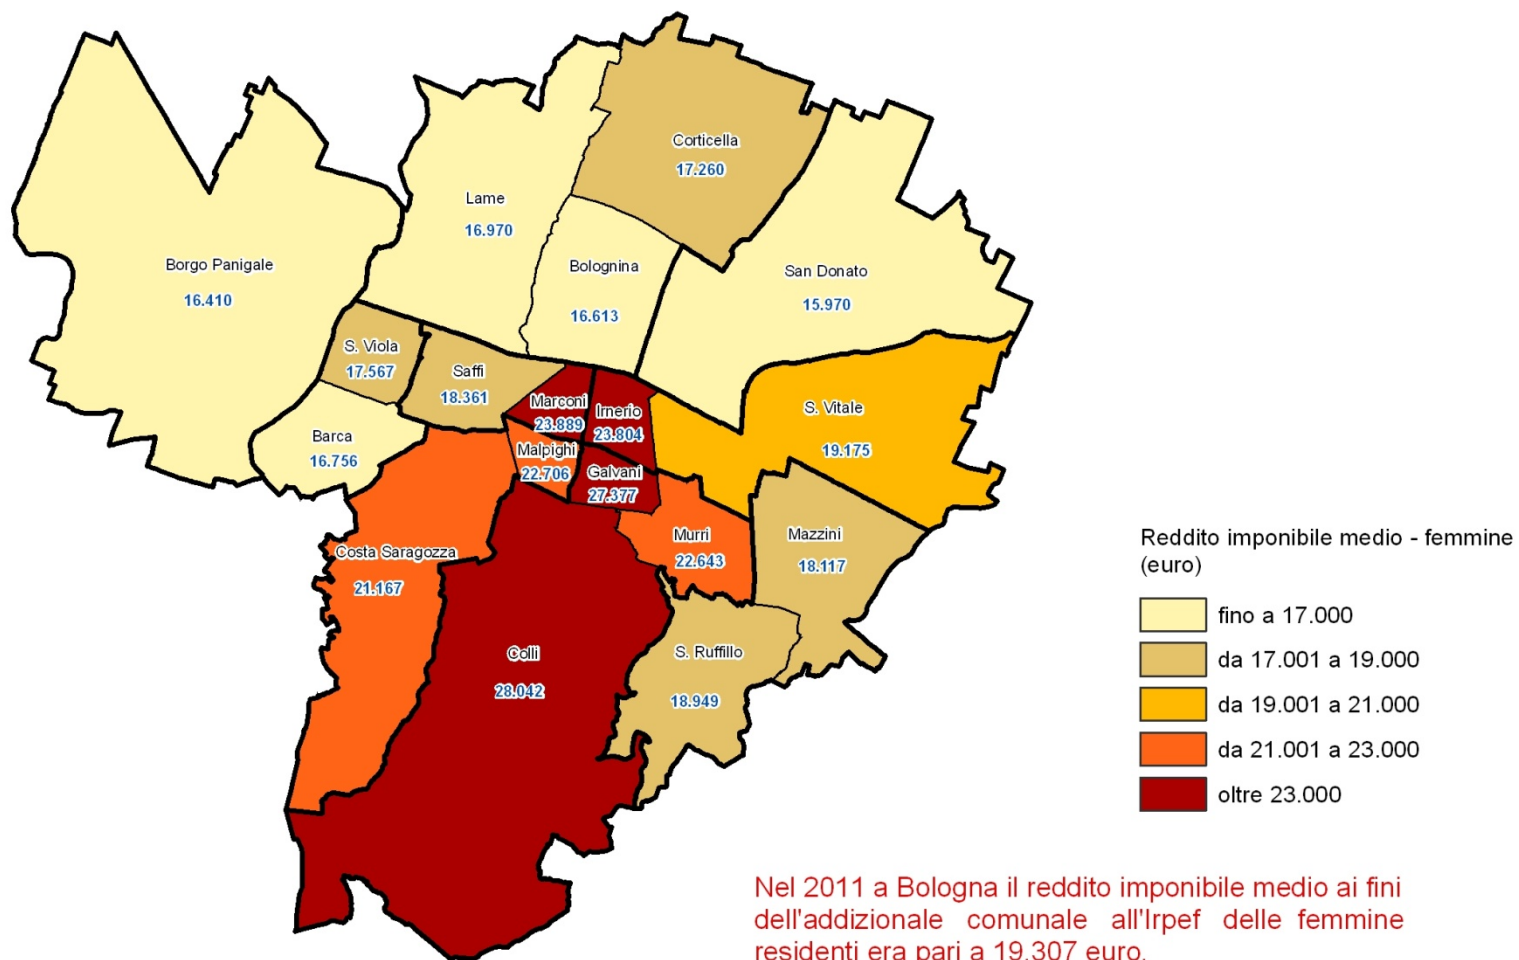 Corticella
17.260
Lame
16.970
Borgo Panigale
16.410
Bolognina
16.613
San Donato
15.970
S. Viola
17.567
Saffi
18.361
Marconi
23.889
Irnerio
23.804
S. Vitale
19.175
Barca
16.756
Malpighi
22.706
Galvani
27.377
Murri
22.643
Mazzini
18.117
Costa Saragozza
21.167
Colli
28.042
S. Ruffillo
18.949
Reddito imponibile medio - femmine
(euro)
fino a 17.000
da 17.001 a 19.000
da 19.001 a 21.000
da 21.001 a 23.000
oltre 23.000
Nel 2011 a Bologna il reddito imponibile medio ai fini
dell'addizionale comunale all'Irpef delle femmine
residenti era pari a 19.307 euro.